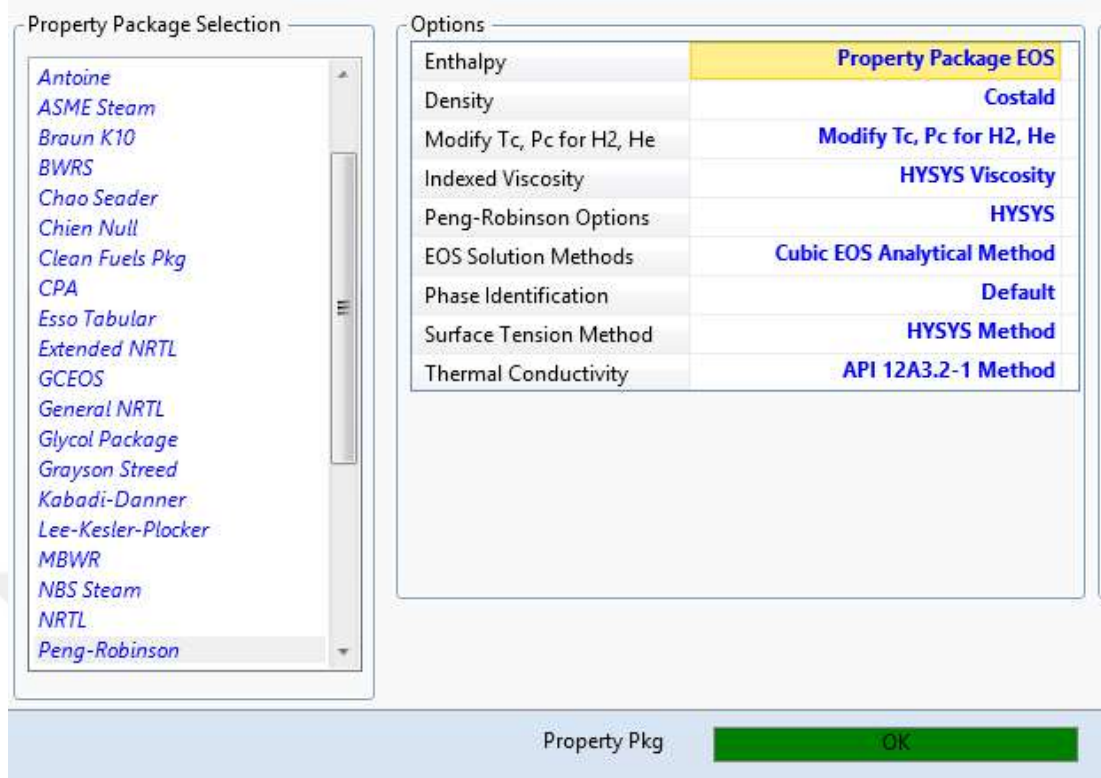 Property Package Selection
Antoine
ASME Steam
Braun K10
BWRS
Chao Seader
Chien Null
Clean Fuels Pkg
CPA
Esso Tabular
Extended NRTL
GCEOS
General NRTL
Glycol Package
Grayson Streed
Kabadi-Danner
Lee-Kesler-Plocker
MBWR
NBS Steam
NRTL
Peng-Robinson
Options
Enthalpy Property Package EOS
Density Costald
Modify Tc, Pc for H2, He Modify Tc, Pc for H2, He
Indexed Viscosity HYSYS Viscosity
Peng-Robinson Options HYSYS
EOS Solution Methods Cubic EOS Analytical Method
Phase Identification Default
Surface Tension Method HYSYS Method
Thermal Conductivity API 12A3.2-1 Method
Property Pkg OK